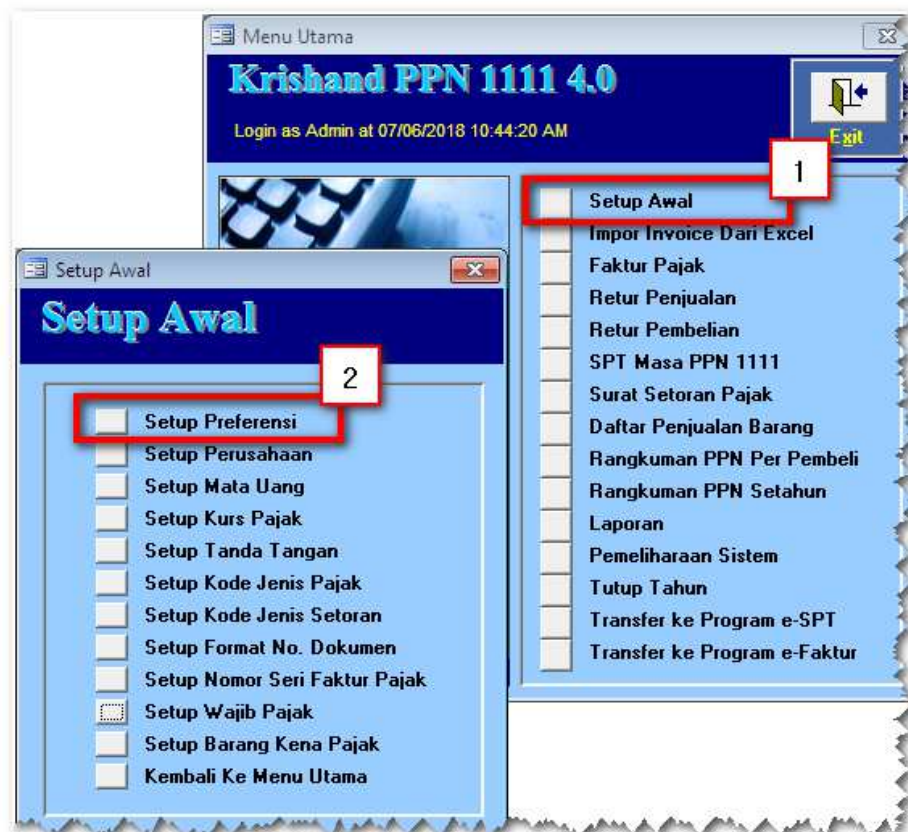 Menu Utama
Krishand PPN 1111 4.0
Login as Admin at 07/06/2018 10:44:20 AM
Exit
1
Setup Awal
Impor Invoice Dari Excel
Faktur Pajak
Retur Penjualan
Retur Pembelian
SPT Masa PPN 1111
Surat Setoran Pajak
Daftar Penjualan Barang
Rangkuman PPN Per Pembeli
Rangkuman PPN Setahun
Laporan
Pemeliharaan Sistem
Tutup Tahun
Transfer ke Program e-SPT
Transfer ke Program e-Faktur
Setup Awal
Setup Awal
2
Setup Preferensi
Setup Perusahaan
Setup Mata Uang
Setup Kurs Pajak
Setup Tanda Tangan
Setup Kode Jenis Pajak
Setup Kode Jenis Setoran
Setup Format No. Dokumen
Setup Nomor Seri Faktur Pajak
Setup Wajib Pajak
Setup Barang Kena Pajak
Kembali Ke Menu Utama